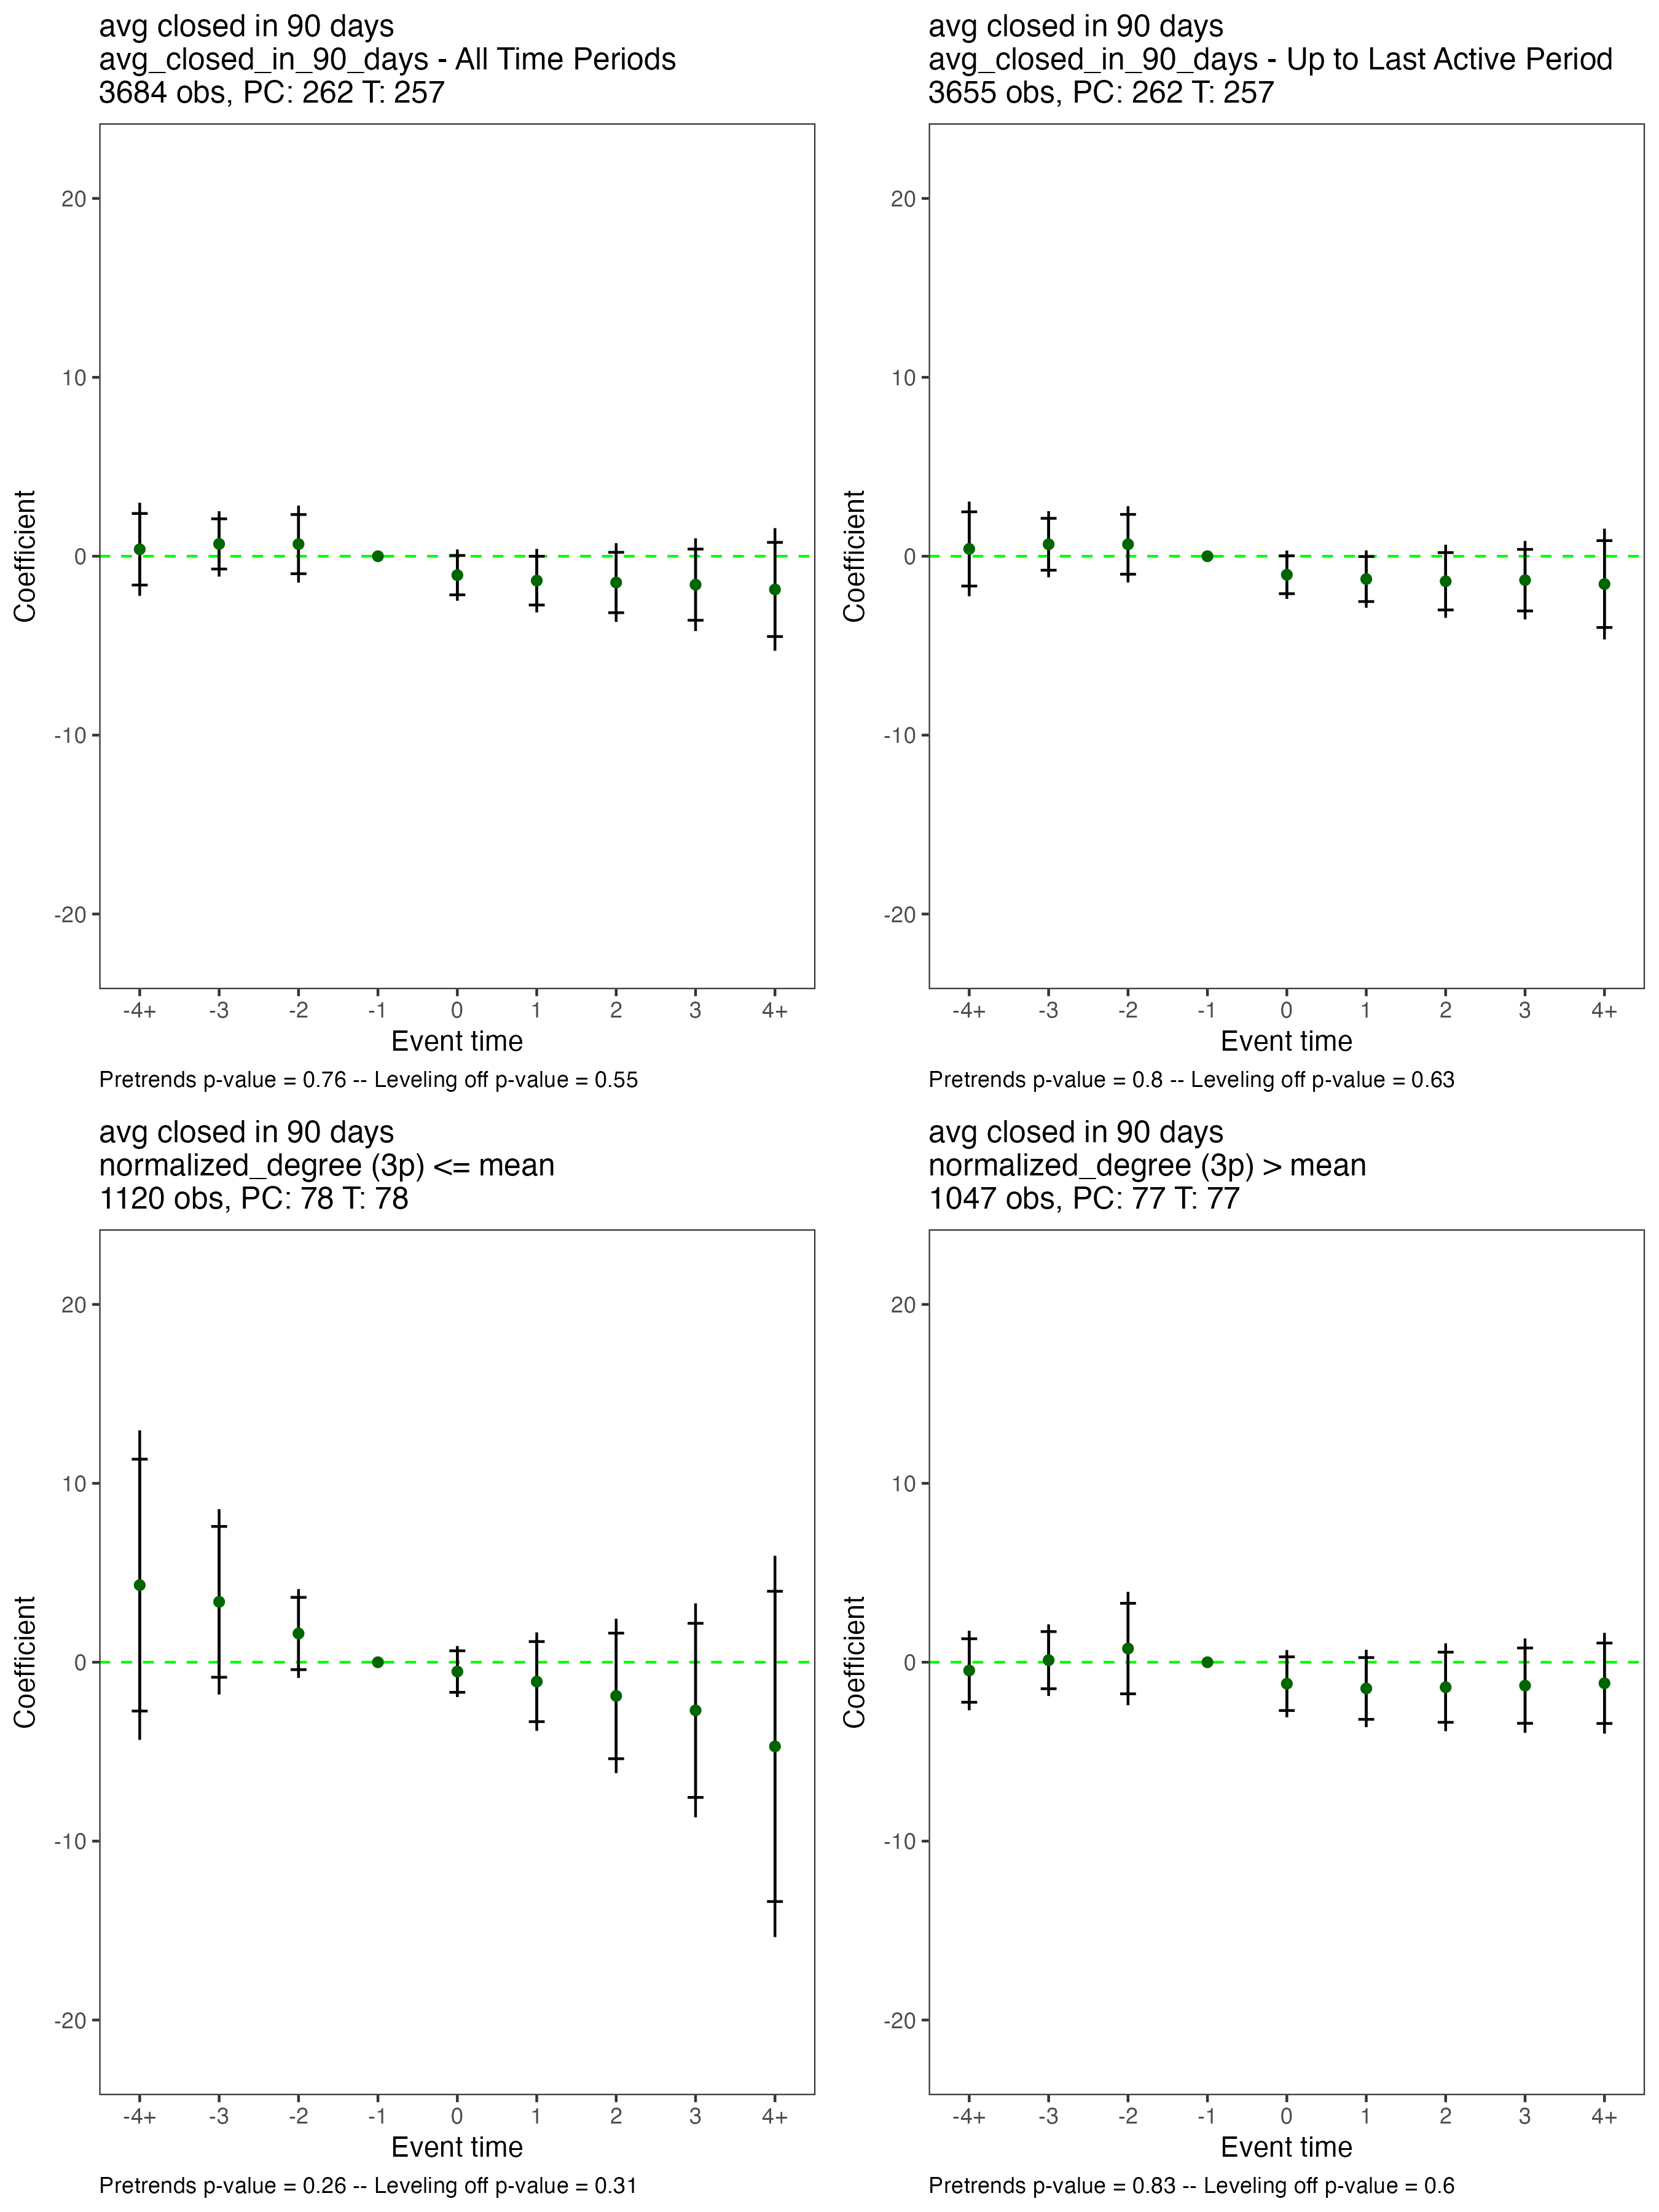 avg closed in 90 days
avg_closed_in_90_days - All Time Periods
3684 obs, PC: 262 T: 257
Coefficient
20
10
0
-10
-20
-4+ -3 -2 -1 0 1 2 3 4+
Event time
Pretrends p-value = 0.76 -- Leveling off p-value = 0.55
avg closed in 90 days
avg_closed_in_90_days - Up to Last Active Period
3655 obs, PC: 262 T: 257
Coefficient
20
10
0
-10
-20
-4+ -3 -2 -1 0 1 2 3 4+
Event time
Pretrends p-value = 0.8 -- Leveling off p-value = 0.63
avg closed in 90 days
normalized_degree (3p) <= mean
1120 obs, PC: 78 T: 78
Coefficient
20
10
0
-10
-20
-4+ -3 -2 -1 0 1 2 3 4+
Event time
Pretrends p-value = 0.26 -- Leveling off p-value = 0.31
avg closed in 90 days
normalized_degree (3p) > mean
1047 obs, PC: 77 T: 77
Coefficient
20
10
0
-10
-20
-4+ -3 -2 -1 0 1 2 3 4+
Event time
Pretrends p-value = 0.83 -- Leveling off p-value = 0.6